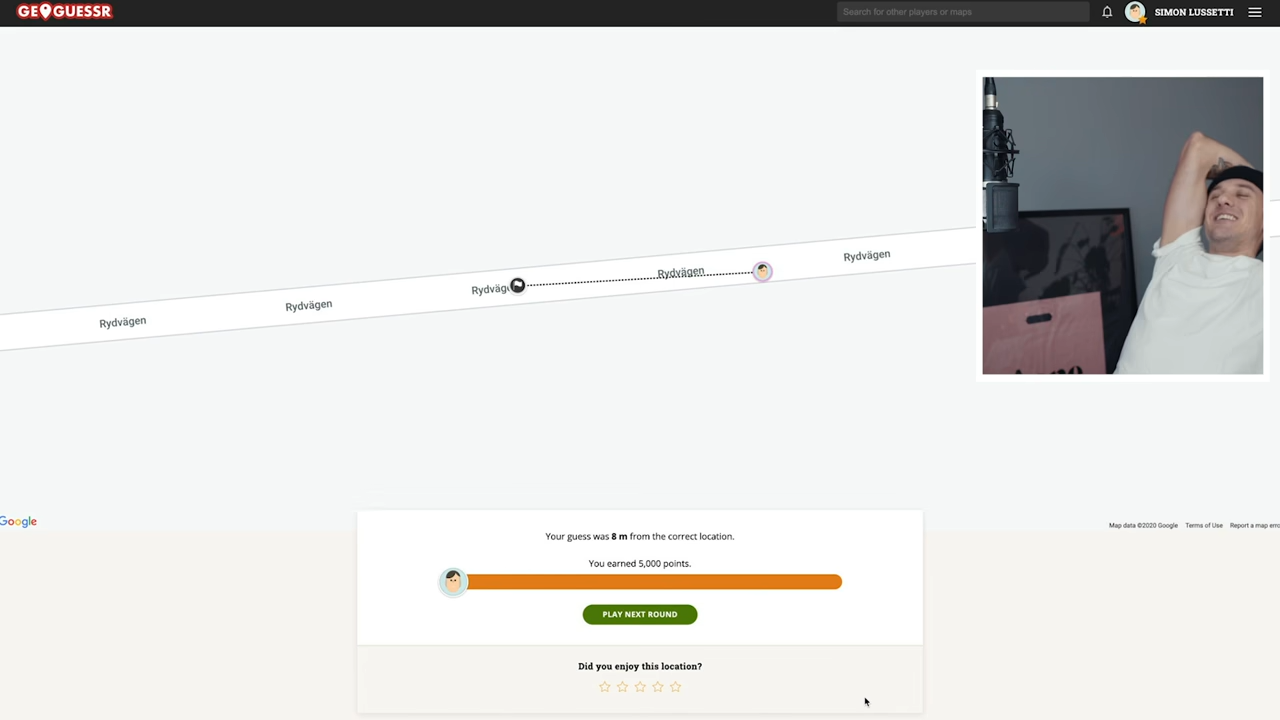 GEOGUESSR
Search for other players or maps
SIMON LUSSETTI
Rydvägen
Rydvägen
Rydväg
Rydvägen
Rydvägen
Google
Map data ©2020 Google
Terms of Use
Report a map erro
Your guess was 8 m from the correct location.
You earned 5,000 points.
PLAY NEXT ROUND
Did you enjoy this location?